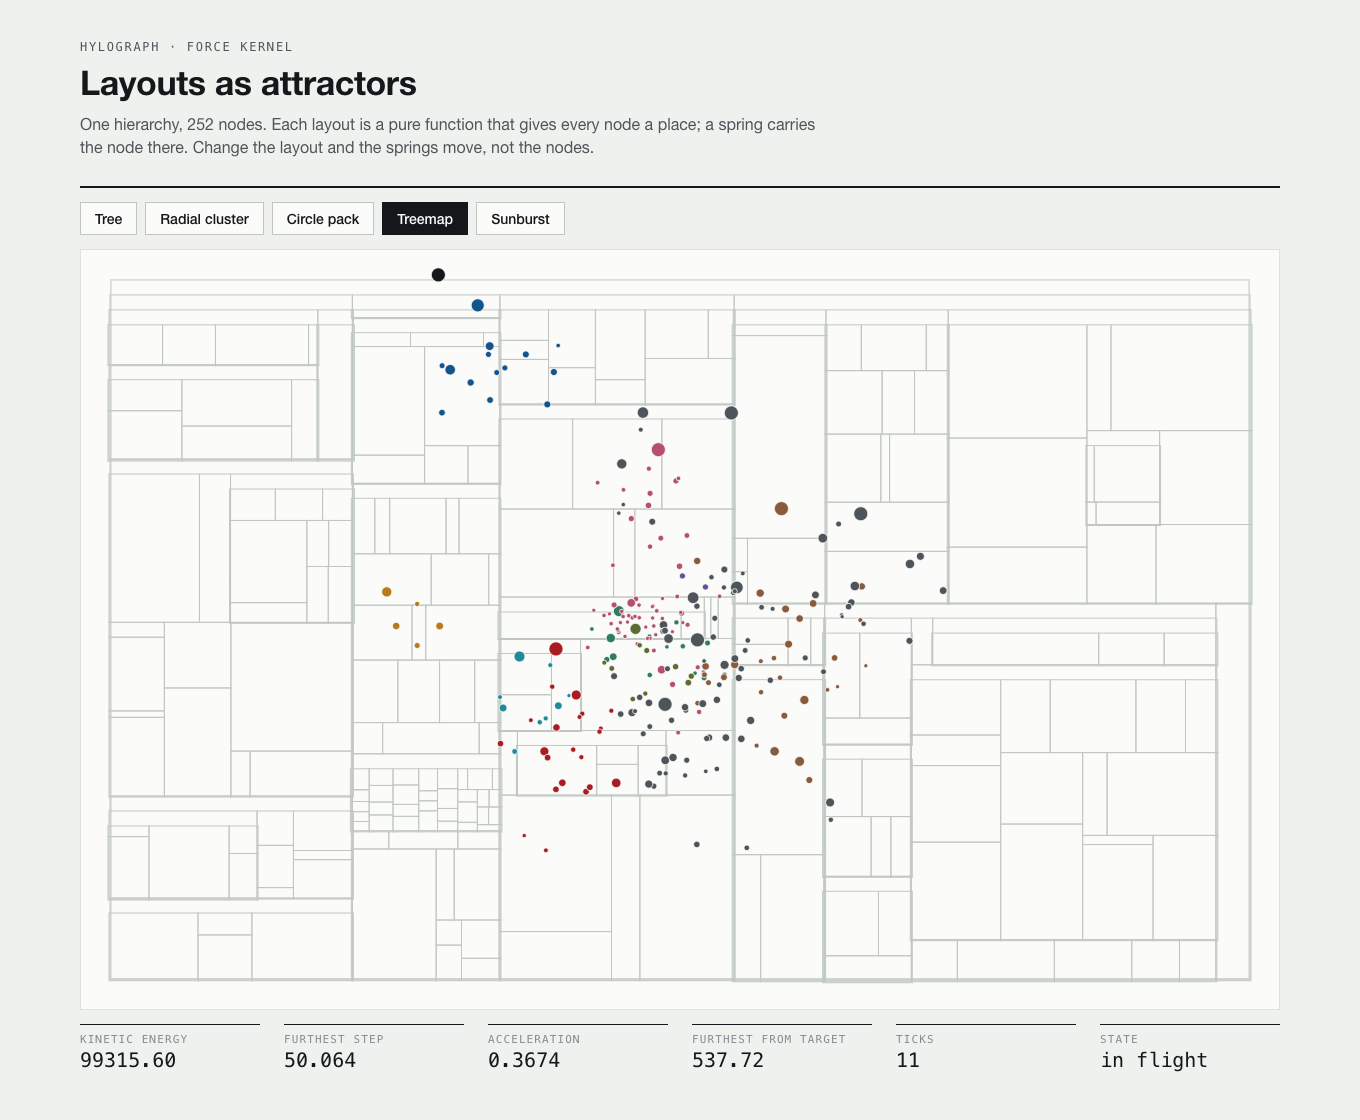 HYLOGRAPH · FORCE KERNEL
Layouts as attractors
One hierarchy, 252 nodes. Each layout is a pure function that gives every node a place; a spring carries
the node there. Change the layout and the springs move, not the nodes.
Tree
Radial cluster
Circle pack
Treemap
Sunburst
KINETIC ENERGY
99315.60
FURTHEST STEP
50.064
ACCELERATION
0.3674
FURTHEST FROM TARGET
537.72
TICKS
11
STATE
in flight